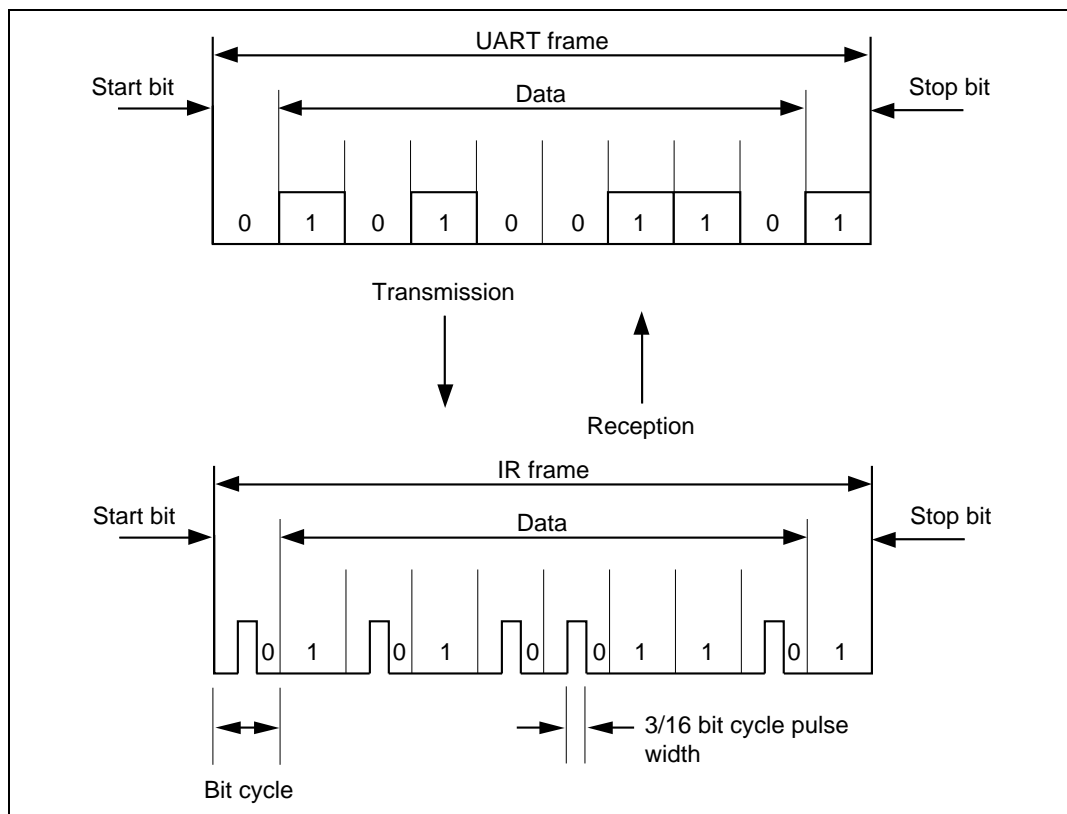 UART frame
Start bit
Data
Stop bit
0 1 0 1 0 0 1 1 0 1
Transmission
Reception
IR frame
Start bit
Data
Stop bit
0 1 0 1 0 0 1 1 0 1
3/16 bit cycle pulse
width
Bit cycle